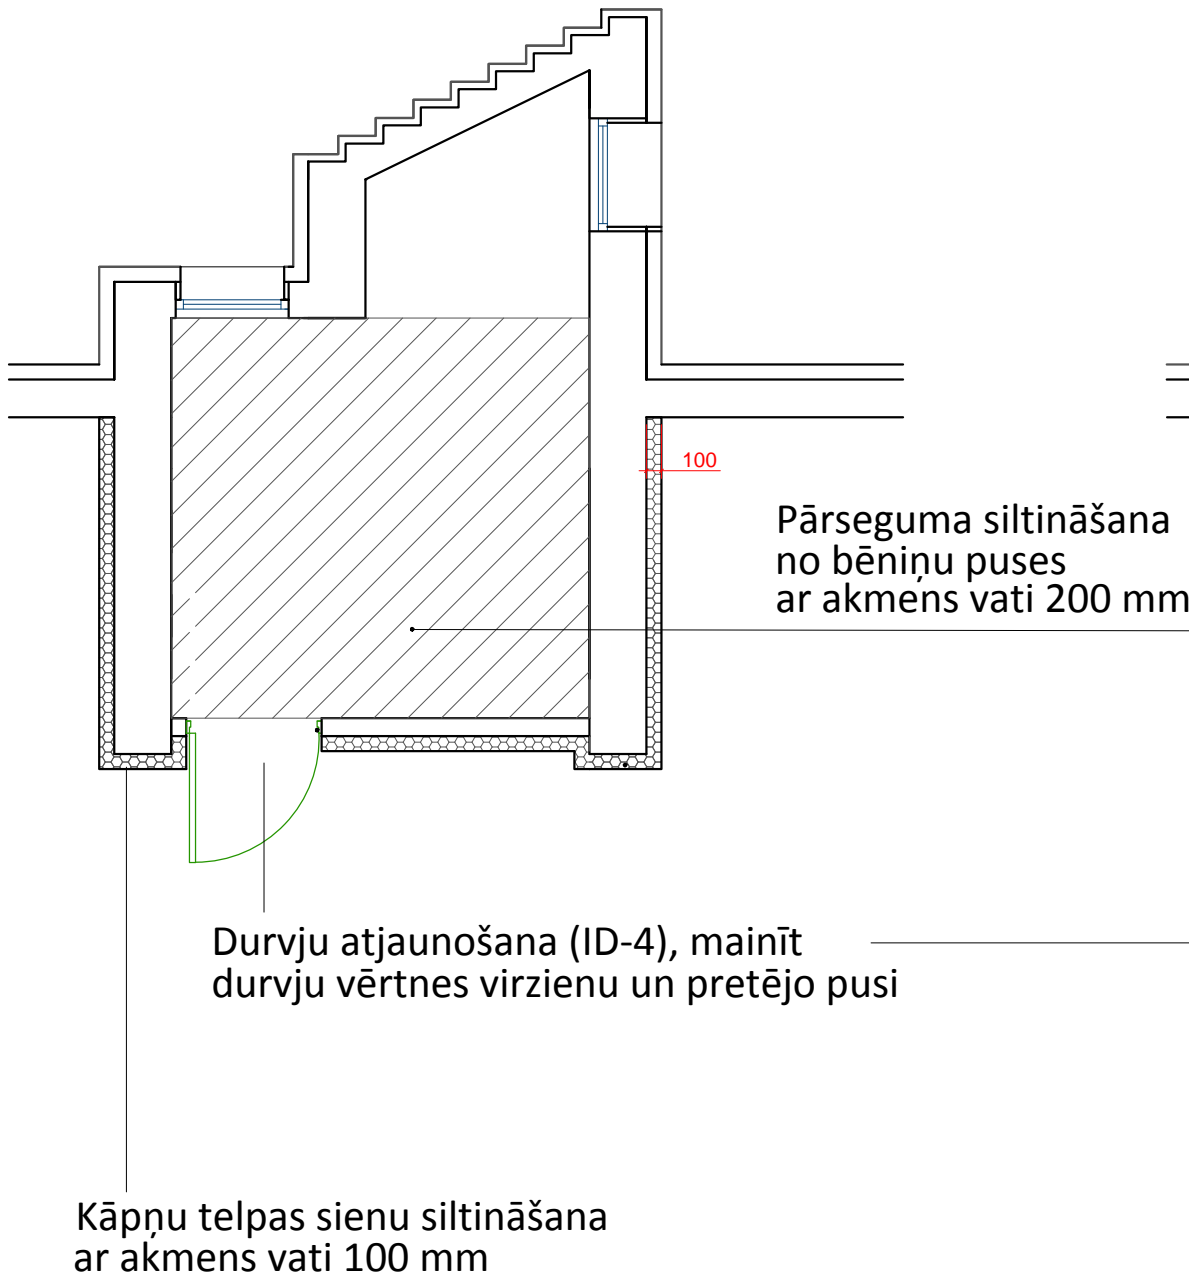 100
Pārseguma siltināšana
no bēniņu puses
ar akmens vati 200 mm
Durvju atjaunošana (ID-4), mainīt
durvju vērtnes virzienu un pretējo pusi
Kāpņu telpas sienu siltināšana
ar akmens vati 100 mm